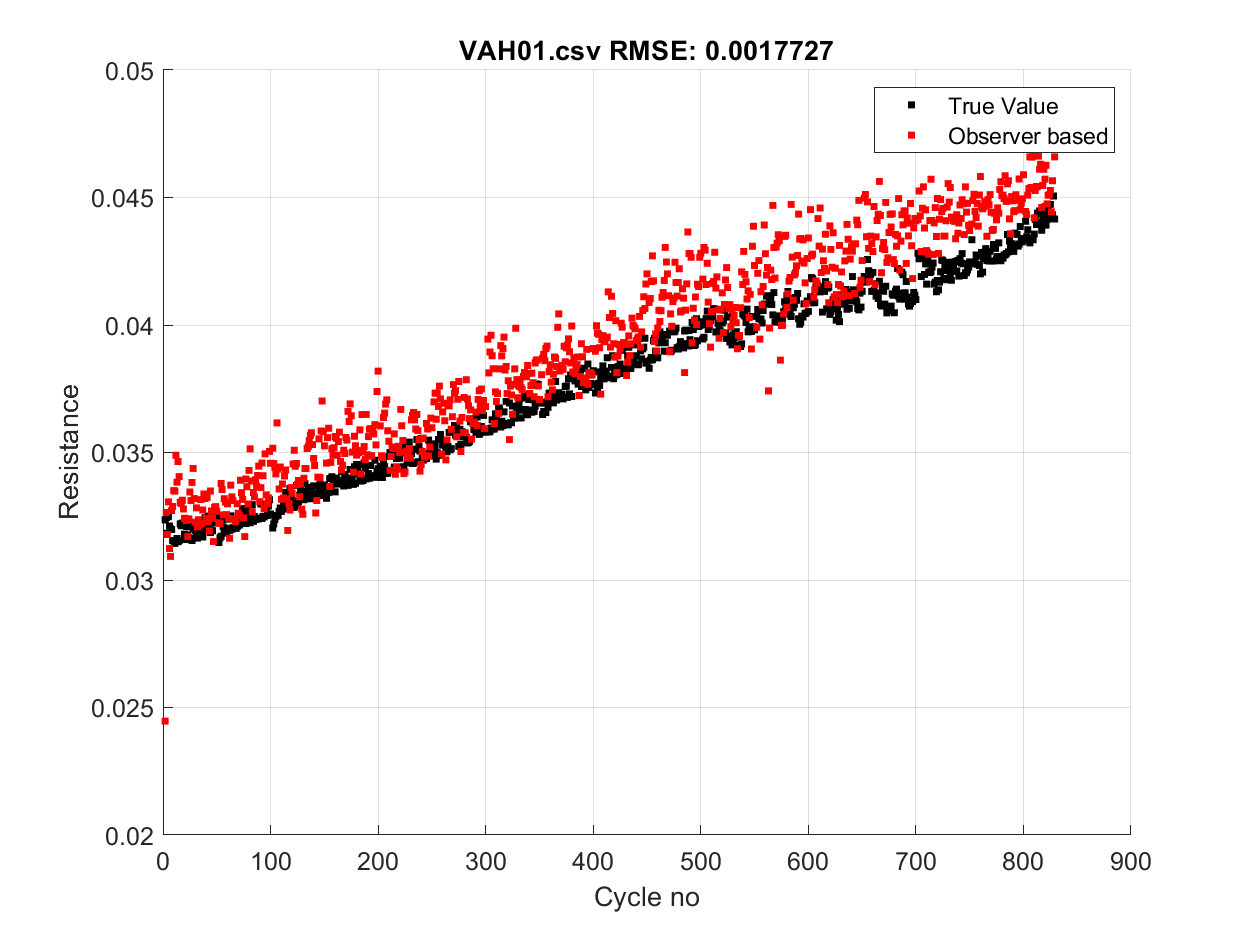 VAH01.csv RMSE: 0.0017727
0.05
True Value
Observer based
0.045
0.04
0.035
0.03
0.025
0.02
Resistance
0 100 200 300 400 500 600 700 800 900
Cycle no